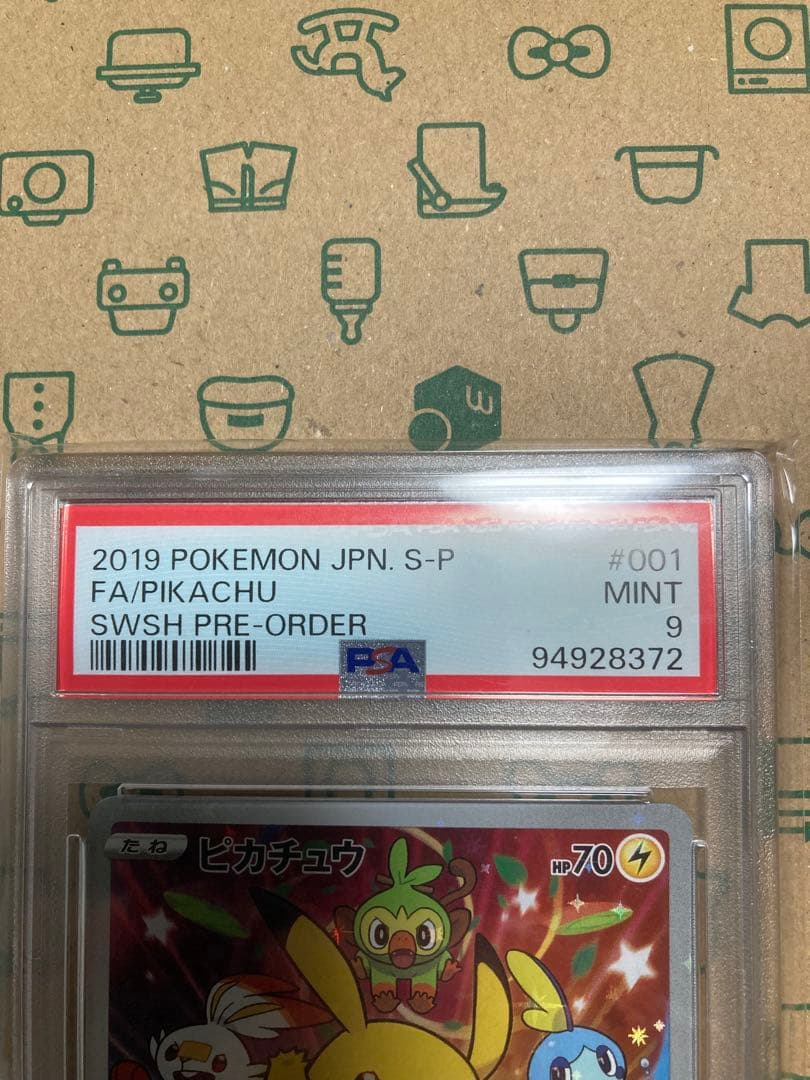 2019 POKEMON JPN. S-P #001
FA/PIKACHU MINT
SWSH PRE-ORDER 9
PSA 94928372
たね ピカチュウ HP70